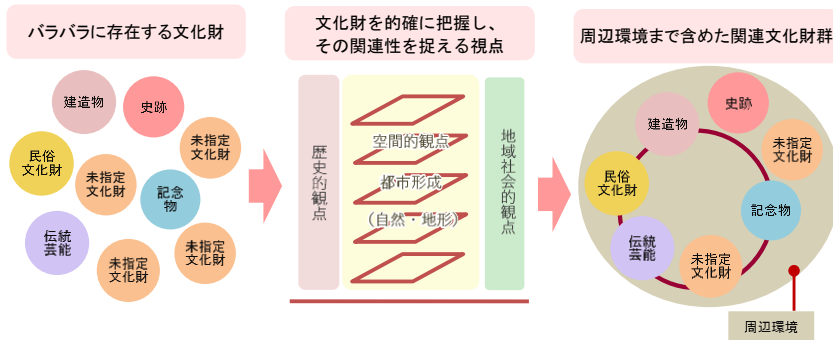 バラバラに存在する文化財
文化財を的確に把握し、
その関連性を捉える視点
周辺環境まで含めた関連文化財群
建造物
史跡
未指定
文化財
民俗
文化財
未指定
文化財
記念
物
伝統
芸能
未指定
文化財
未指定
文化財
歴史的観点
空間的観点
都市形成
（自然・地形）
地域社会的観点
史跡
建造物
未指定
文化財
民俗
文化財
記念物
伝統
芸能
未指定
文化財
周辺環境